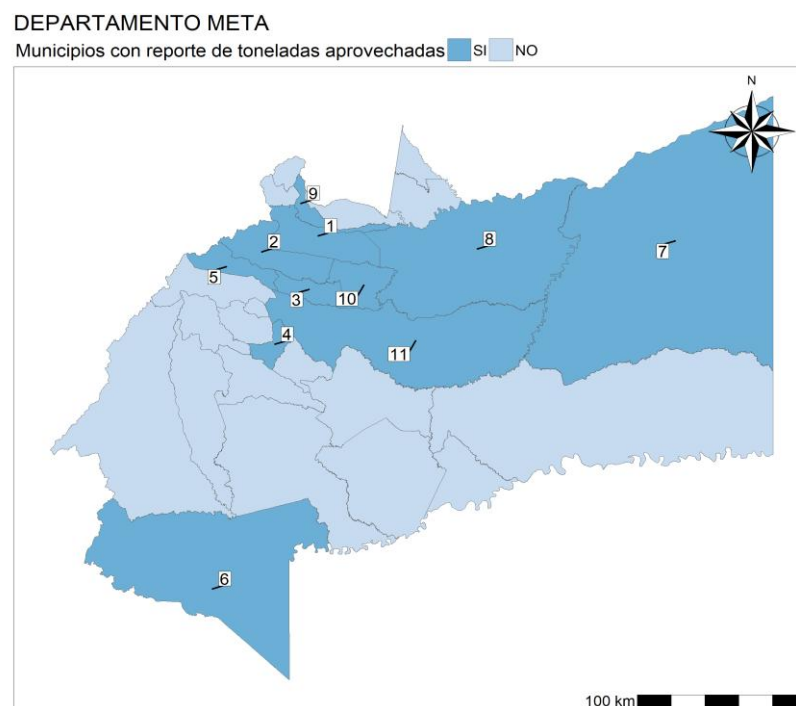 DEPARTAMENTO META
Municipios con reporte de toneladas aprovechadas SI NO
N
9
1
2
8
7
5
3
10
4
11
6
100 km